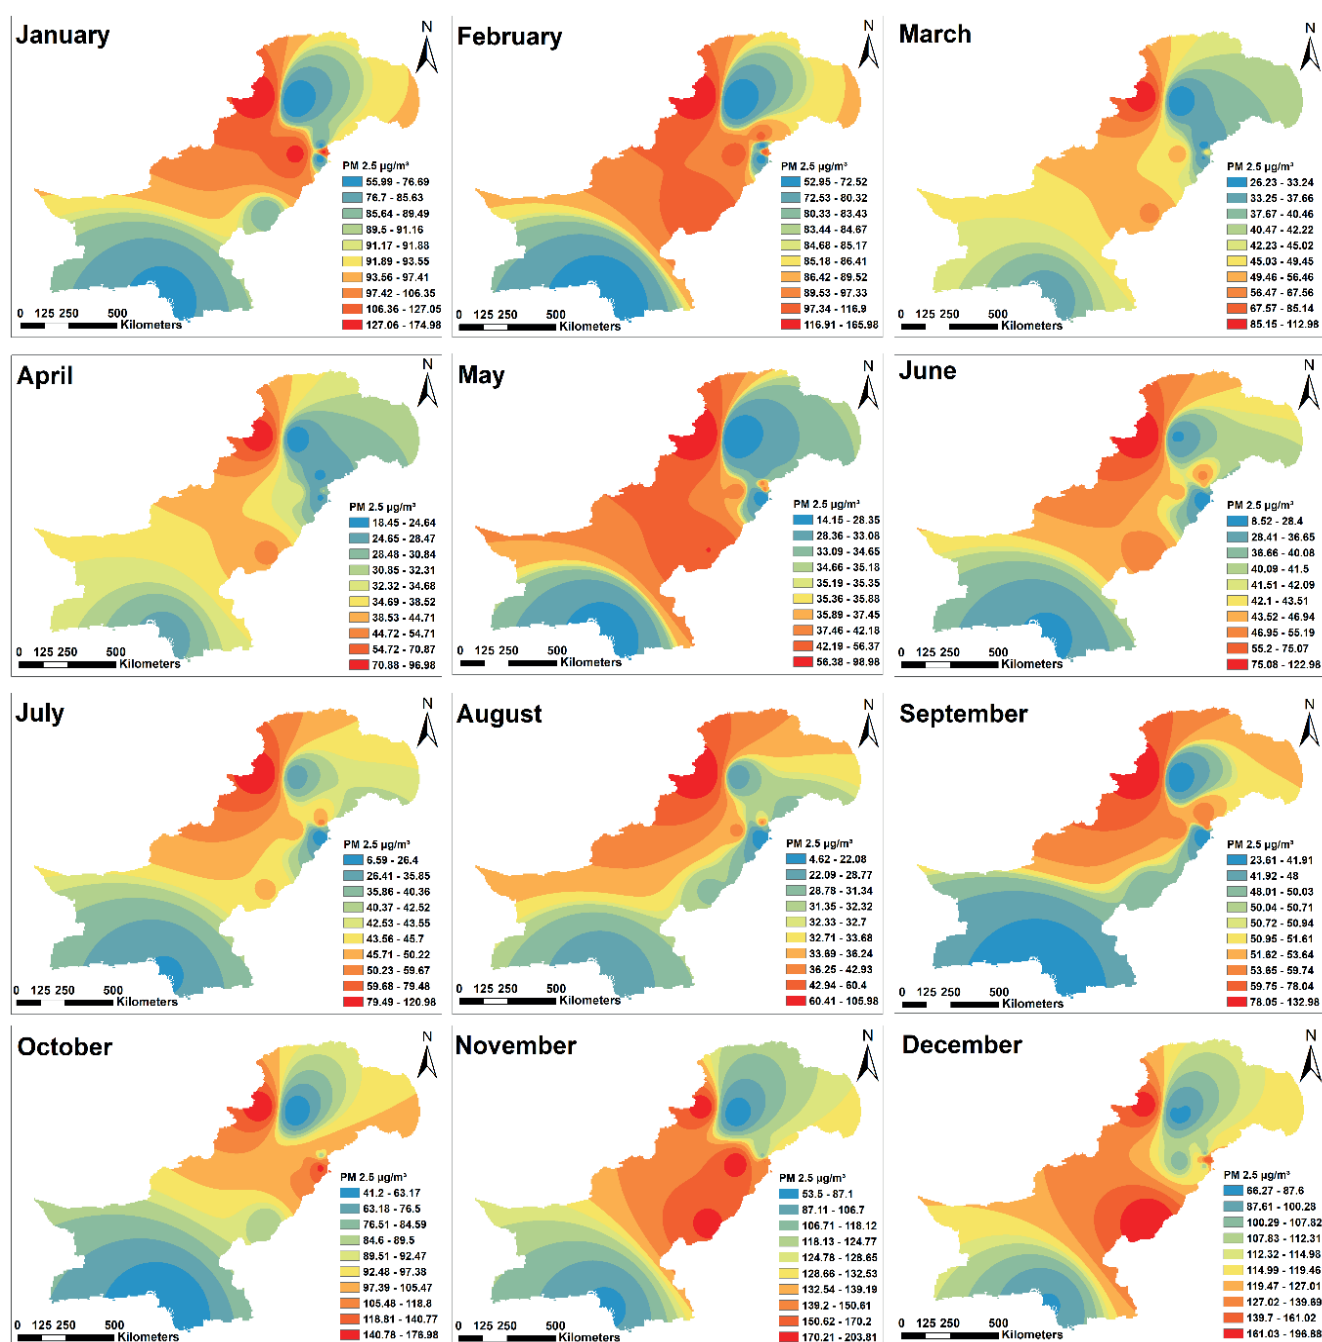 January
N
PM 2.5 µg/m³
55.99 - 76.69
76.7 - 85.63
85.64 - 89.49
89.5 - 91.16
91.17 - 91.88
91.89 - 93.55
93.56 - 97.41
97.42 - 106.35
106.36 - 127.05
127.06 - 174.98
0 125 250 500
Kilometers
February
N
PM 2.5 µg/m³
52.95 - 72.52
72.53 - 80.32
80.33 - 83.43
83.44 - 84.67
84.68 - 85.17
85.18 - 86.41
86.42 - 89.52
89.53 - 97.33
97.34 - 116.9
116.91 - 165.98
0 125 250 500
Kilometers
March
N
PM 2.5 µg/m³
26.23 - 33.24
33.25 - 37.66
37.67 - 40.46
40.47 - 42.22
42.23 - 45.02
45.03 - 49.45
49.46 - 56.46
56.47 - 67.56
67.57 - 85.14
85.15 - 112.98
0 125 250 500
Kilometers
April
N
PM 2.5 µg/m³
18.45 - 24.64
24.65 - 28.47
28.48 - 30.84
30.85 - 32.31
32.32 - 34.68
34.69 - 38.52
38.53 - 44.71
44.72 - 54.71
54.72 - 70.87
70.88 - 96.98
0 125 250 500
Kilometers
May
N
PM 2.5 µg/m³
14.15 - 28.35
28.36 - 33.08
33.09 - 34.65
34.66 - 35.18
35.19 - 35.35
35.36 - 35.88
35.89 - 37.45
37.46 - 42.18
42.19 - 56.37
56.38 - 98.98
0 125 250 500
Kilometers
June
N
PM 2.5 µg/m³
8.52 - 28.4
28.41 - 36.65
36.66 - 40.08
40.09 - 41.5
41.51 - 42.09
42.1 - 43.51
43.52 - 46.94
46.95 - 55.19
55.2 - 75.07
75.08 - 122.98
0 125 250 500
Kilometers
July
N
PM 2.5 µg/m³
6.59 - 26.4
26.41 - 35.85
35.86 - 40.36
40.37 - 42.52
42.53 - 43.55
43.56 - 45.7
45.71 - 50.22
50.23 - 59.67
59.68 - 79.48
79.49 - 120.98
0 125 250 500
Kilometers
August
N
PM 2.5 µg/m³
4.62 - 22.08
22.09 - 28.77
28.78 - 31.34
31.35 - 32.32
32.33 - 32.7
32.71 - 33.68
33.69 - 36.24
36.25 - 42.93
42.94 - 60.4
60.41 - 105.98
0 125 250 500
Kilometers
September
N
PM 2.5 µg/m³
23.61 - 41.91
41.92 - 48
48.01 - 50.03
50.04 - 50.71
50.72 - 50.94
50.95 - 51.61
51.62 - 53.64
53.65 - 59.74
59.75 - 78.04
78.05 - 132.98
0 125 250 500
Kilometers
October
N
PM 2.5 µg/m³
41.2 - 63.17
63.18 - 76.5
76.51 - 84.59
84.6 - 89.5
89.51 - 92.47
92.48 - 97.38
97.39 - 105.47
105.48 - 118.8
118.81 - 140.77
140.78 - 176.98
0 125 250 500
Kilometers
November
N
PM 2.5 µg/m³
53.5 - 87.1
87.11 - 106.7
106.71 - 118.12
118.13 - 124.77
124.78 - 128.65
128.66 - 132.53
132.54 - 139.19
139.2 - 150.61
150.62 - 170.2
170.21 - 203.81
0 125 250 500
Kilometers
December
N
PM 2.5 µg/m³
66.27 - 87.6
87.61 - 100.28
100.29 - 107.82
107.83 - 112.31
112.32 - 114.98
114.99 - 119.46
119.47 - 127.01
127.02 - 139.69
139.7 - 161.02
161.03 - 196.88
0 125 250 500
Kilometers